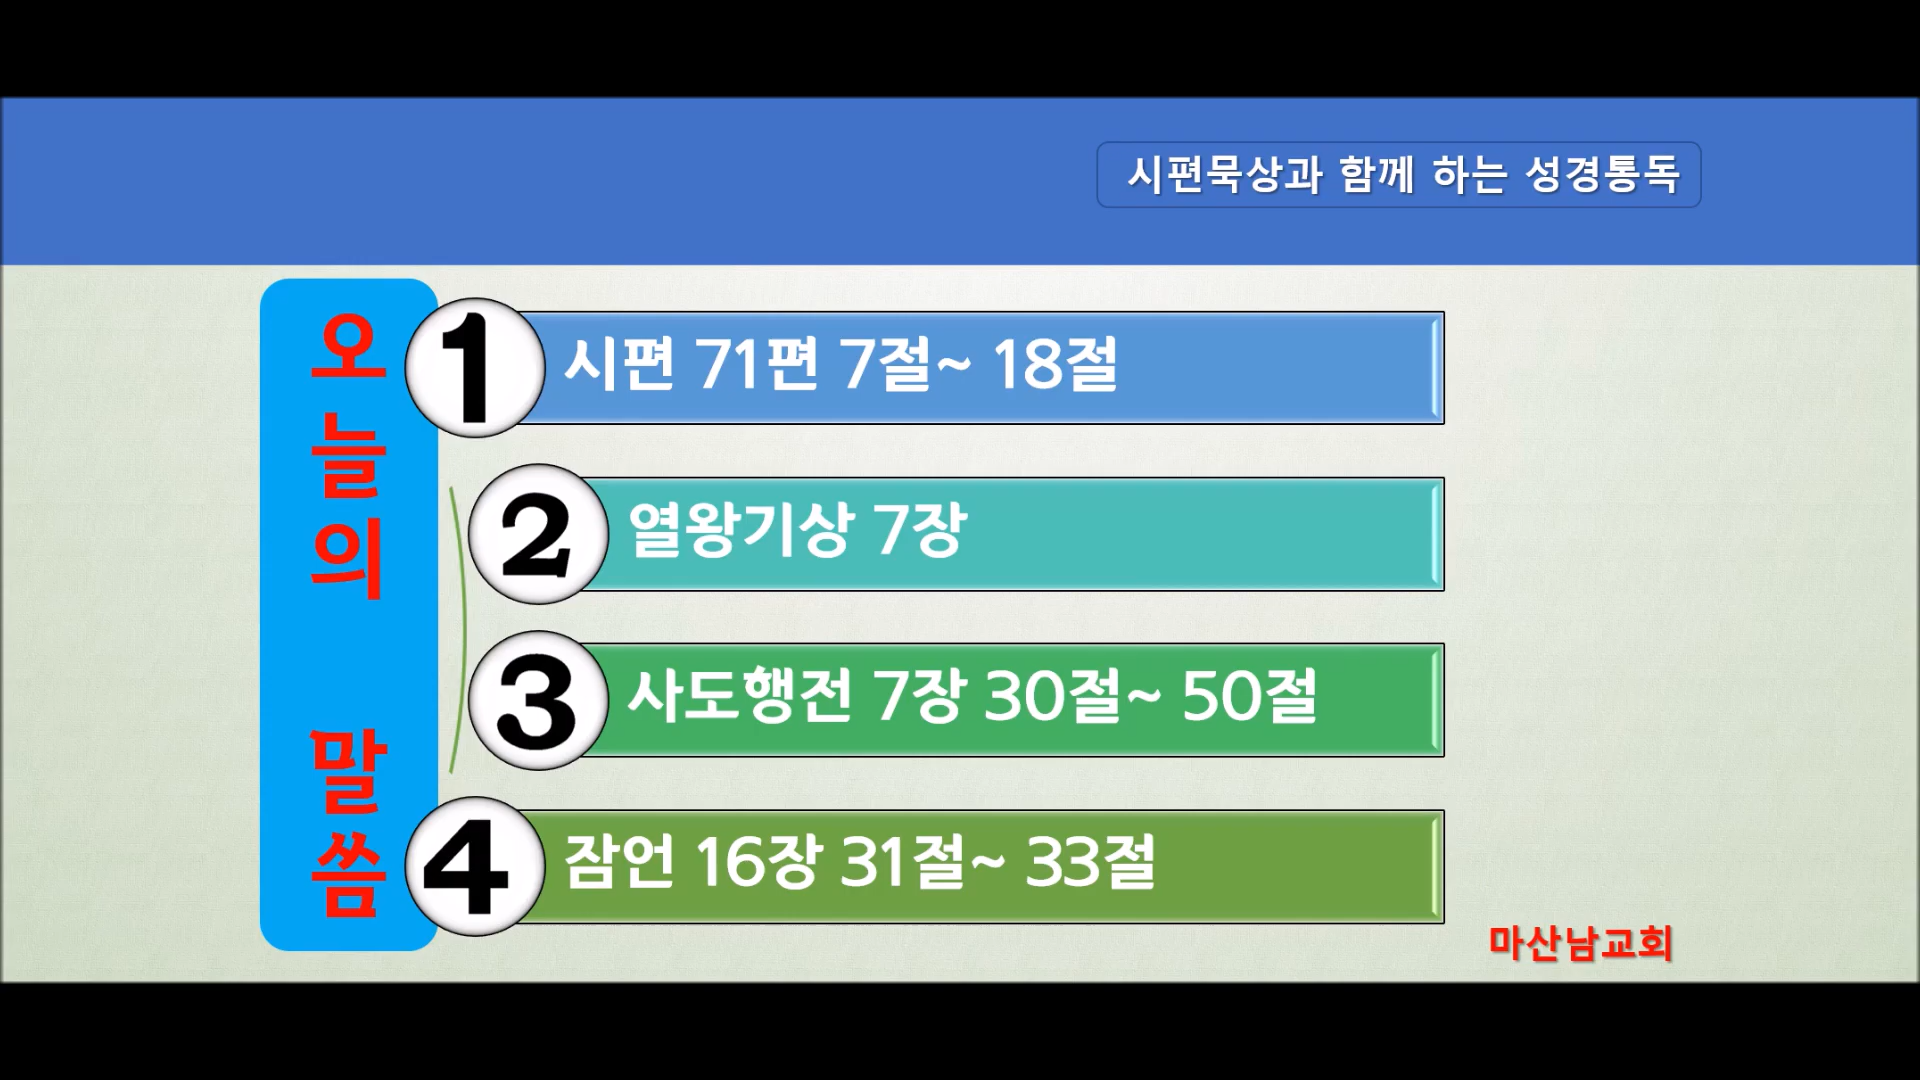 시편묵상과 함께 하는 성경통독
오늘의 말씀
1 시편 71편 7절~ 18절
2 열왕기상 7장
3 사도행전 7장 30절~ 50절
4 잠언 16장 31절~ 33절
마산남교회